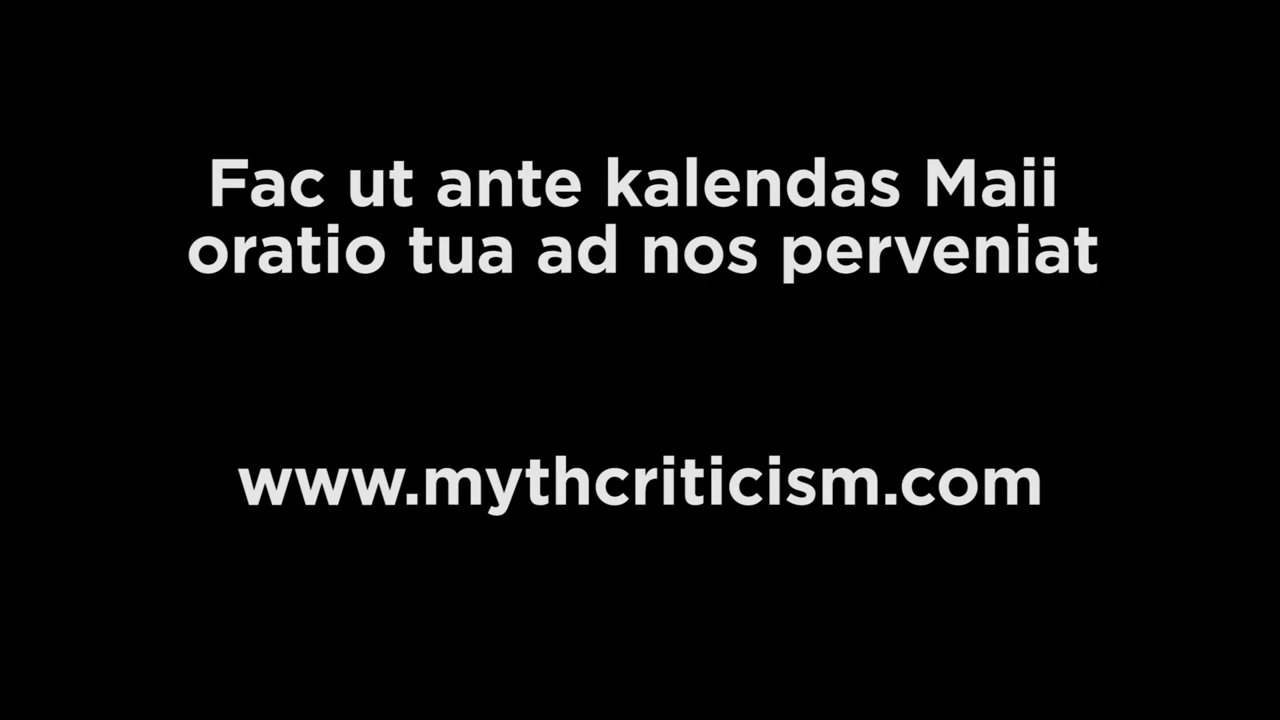 Fac ut ante kalendas Maii
oratio tua ad nos perveniat
www.mythcriticism.com